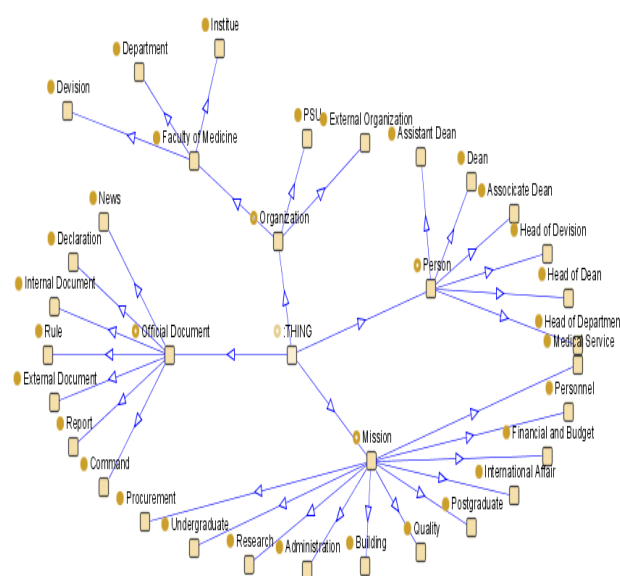 Institue
Department
Devision
Faculty of Medicine
PSU
External Organization
Organization
Assistant Dean
Dean
Associcate Dean
Head of Devision
Person
Head of Dean
Head of Departmen
Medical Service
News
Declaration
Internal Document
Rule
Official Document
:THING
External Document
Report
Command
Mission
Personnel
Financial and Budget
International Affair
Postgraduate
Quality
Building
Administration
Research
Undergraduate
Procurement